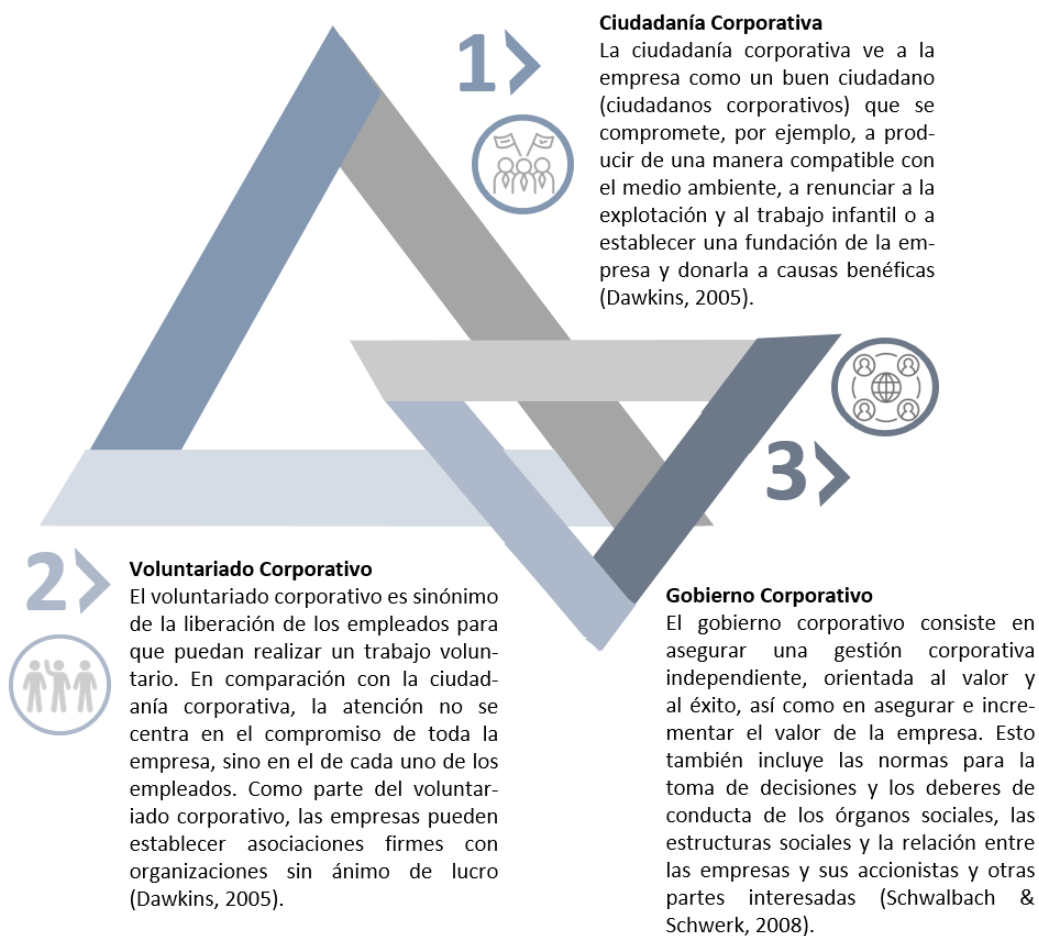 1
Ciudadanía Corporativa
La ciudadanía corporativa ve a la
empresa como un buen ciudadano
(ciudadanos corporativos) que se
compromete, por ejemplo, a prod-
ucir de una manera compatible con
el medio ambiente, a renunciar a la
explotación y al trabajo infantil o a
establecer una fundación de la em-
presa y donarla a causas benéficas
(Dawkins, 2005).
2
Voluntariado Corporativo
El voluntariado corporativo es sinónimo
de la liberación de los empleados para
que puedan realizar un trabajo volun-
tario. En comparación con la ciudad-
anía corporativa, la atención no se
centra en el compromiso de toda la
empresa, sino en el de cada uno de los
empleados. Como parte del voluntar-
iado corporativo, las empresas pueden
establecer asociaciones firmes con
organizaciones sin ánimo de lucro
(Dawkins, 2005).
3
Gobierno Corporativo
El gobierno corporativo consiste en
asegurar una gestión corporativa
independiente, orientada al valor y
al éxito, así como en asegurar e incre-
mentar el valor de la empresa. Esto
también incluye las normas para la
toma de decisiones y los deberes de
conducta de los órganos sociales, las
estructuras sociales y la relación entre
las empresas y sus accionistas y otras
partes interesadas (Schwalbach &
Schwerk, 2008).